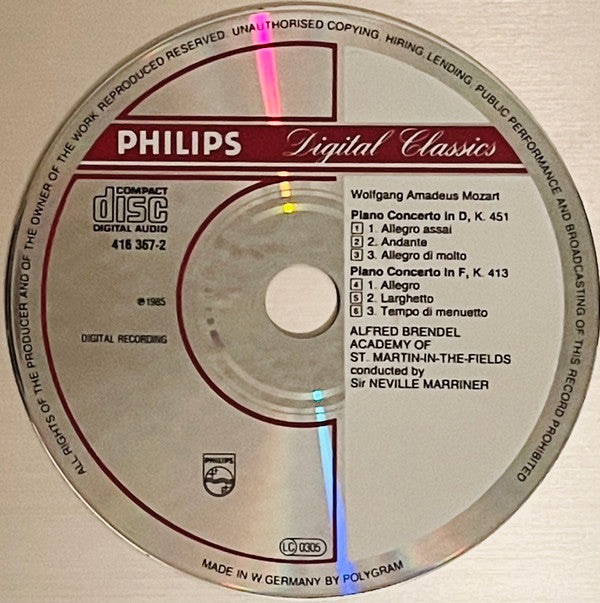 ALL RIGHTS OF THE PRODUCER AND OF THE OWNER OF THE WORK REPRODUCED RESERVED. UNAUTHORISED COPYING, HIRING, LENDING, PUBLIC PERFORMANCE AND BROADCASTING OF THIS RECORD PROHIBITED
PHILIPS Digital Classics
COMPACT
disc
DIGITAL AUDIO
416 367-2
℗1985
DIGITAL RECORDING
Wolfgang Amadeus Mozart
Piano Concerto in D, K. 451
1 1. Allegro assai
2 2. Andante
3 3. Allegro di molto
Piano Concerto in F, K. 413
4 1. Allegro
5 2. Larghetto
6 3. Tempo di menuetto
ALFRED BRENDEL
ACADEMY OF
ST. MARTIN-IN-THE-FIELDS
conducted by
Sir NEVILLE MARRINER
PHILIPS
LC 0305
MADE IN W GERMANY BY POLYGRAM